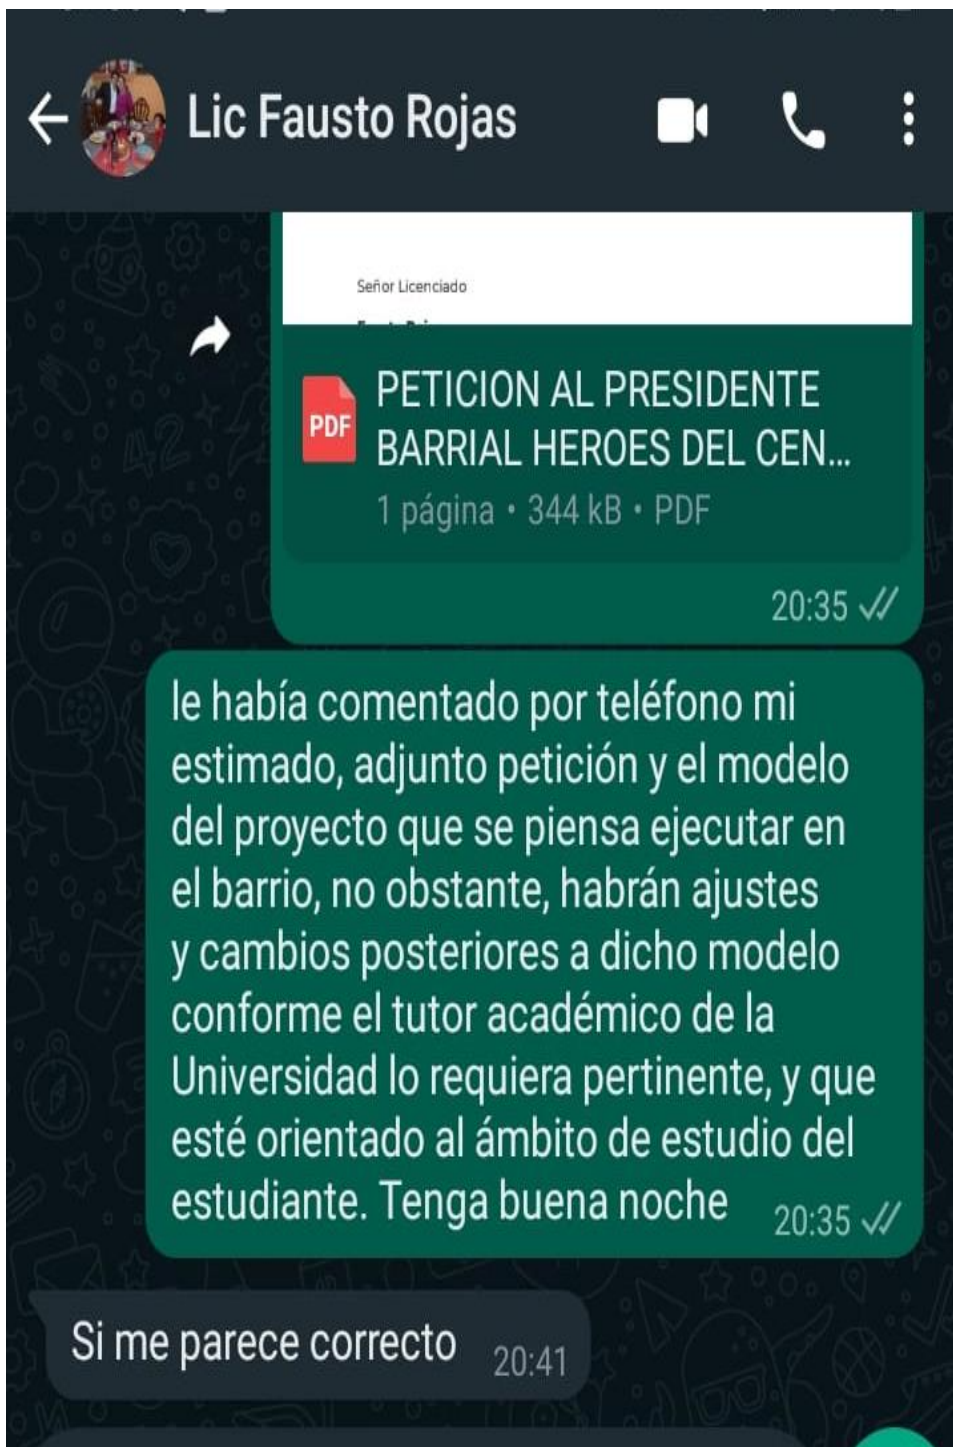 Lic Fausto Rojas
Señor Licenciado
PDF
PETICION AL PRESIDENTE
BARRIAL HEROES DEL CEN...
1 página • 344 kB • PDF
20:35
le había comentado por teléfono mi
estimado, adjunto petición y el modelo
del proyecto que se piensa ejecutar en
el barrio, no obstante, habrán ajustes
y cambios posteriores a dicho modelo
conforme el tutor académico de la
Universidad lo requiera pertinente, y que
esté orientado al ámbito de estudio del
estudiante. Tenga buena noche
20:35
Si me parece correcto 20:41